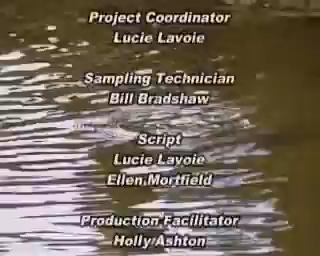 Project Coordinator
Lucie Lavoie
Sampling Technician
Bill Bradshaw
Script
Lucie Lavoie
Ellen Mortfield
Production Facilitator
Holly Ashton